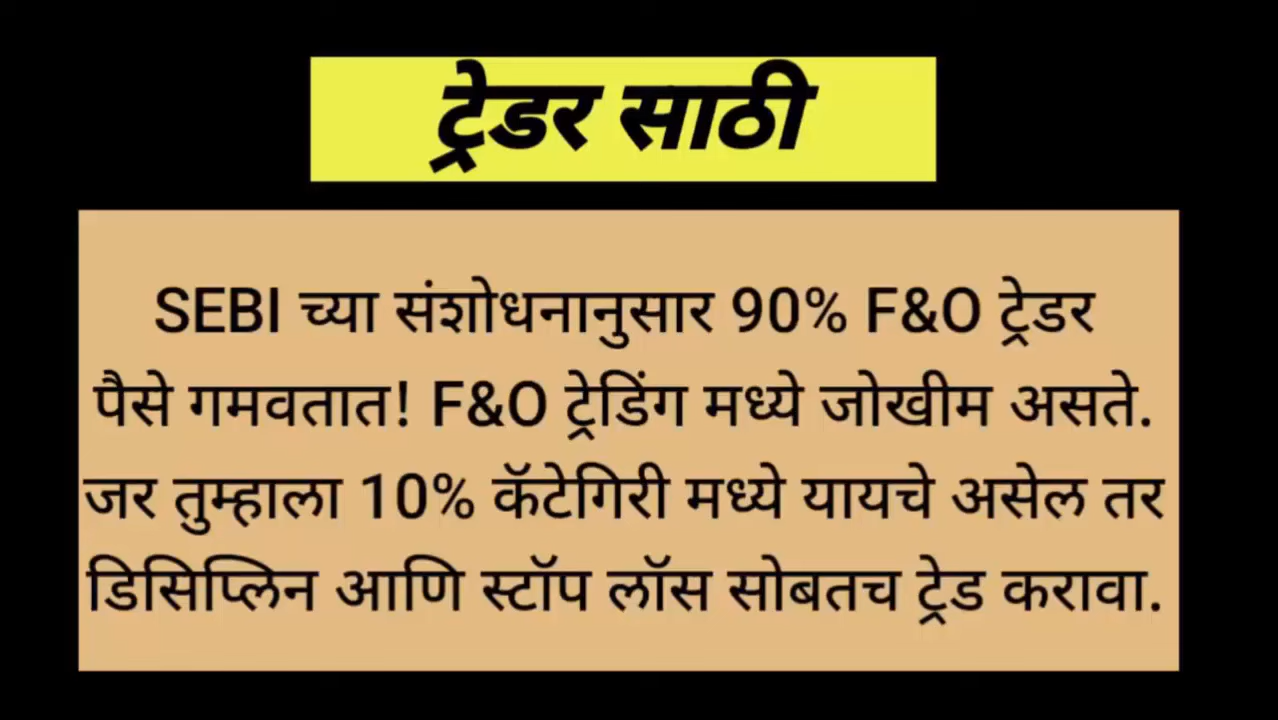 ट्रेडर साठी
SEBI च्या संशोधनानुसार 90% F&O ट्रेडर
पैसे गमवतात! F&O ट्रेडिंग मध्ये जोखीम असते.
जर तुम्हाला 10% कॅटेगिरी मध्ये यायचे असेल तर
डिसिप्लिन आणि स्टॉप लॉस सोबतच ट्रेड करावा.